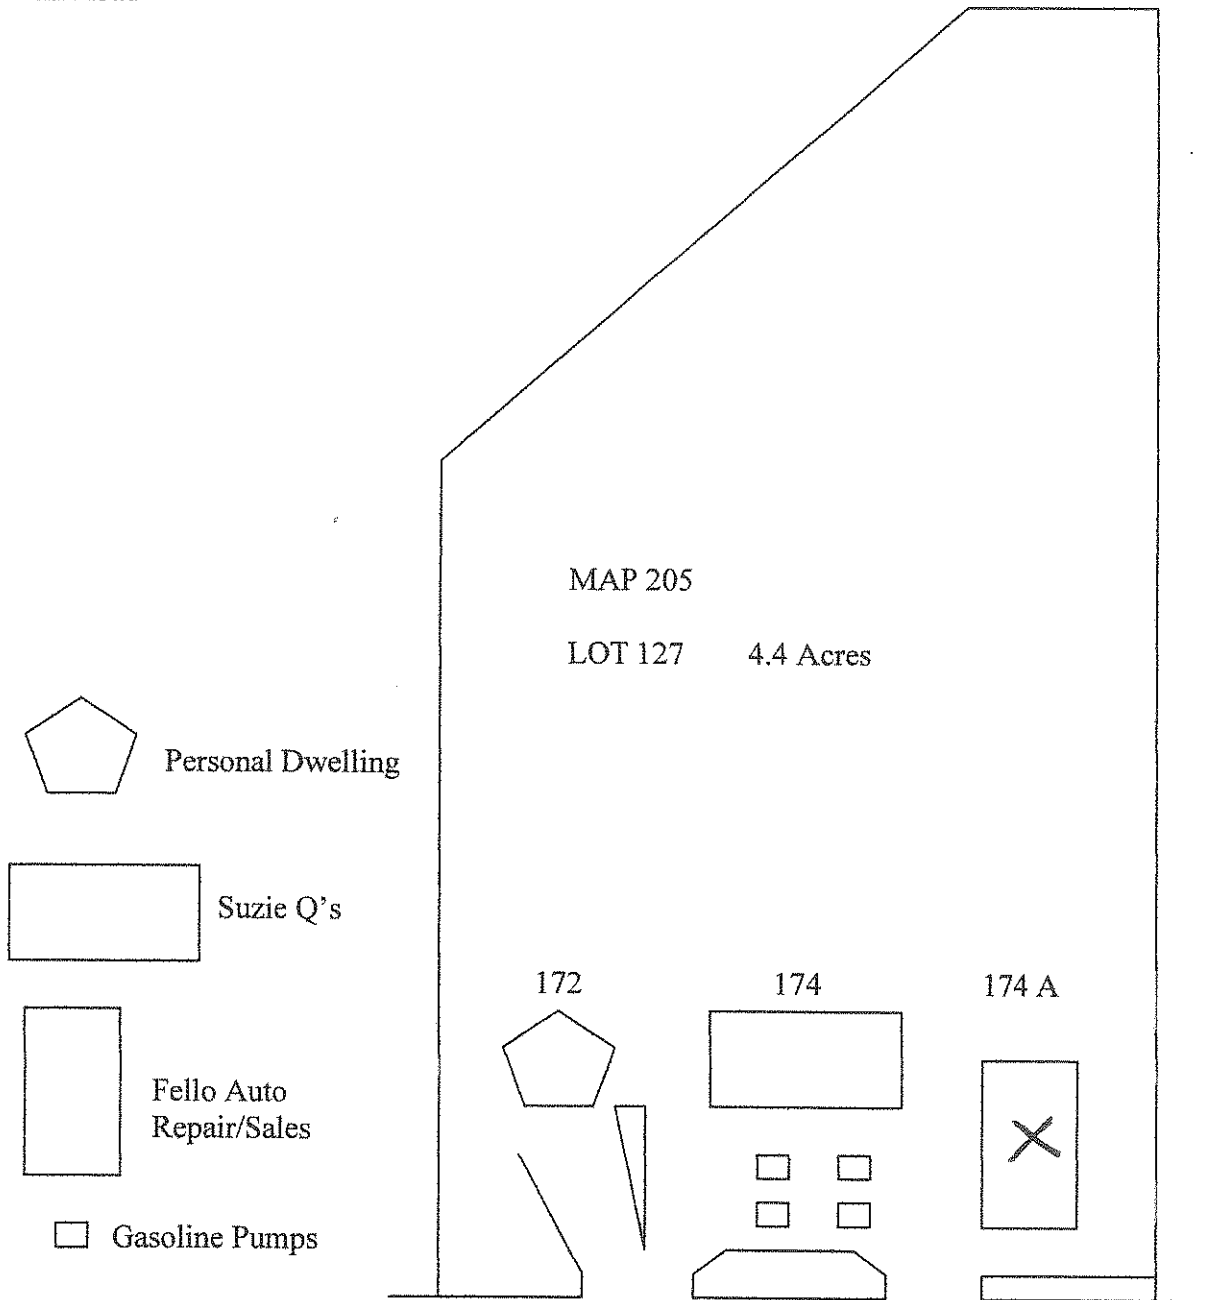 MAP 205
LOT 127 4.4 Acres
Personal Dwelling
Suzie Q's
172
174
174 A
Fello Auto
Repair/Sales
Gasoline Pumps